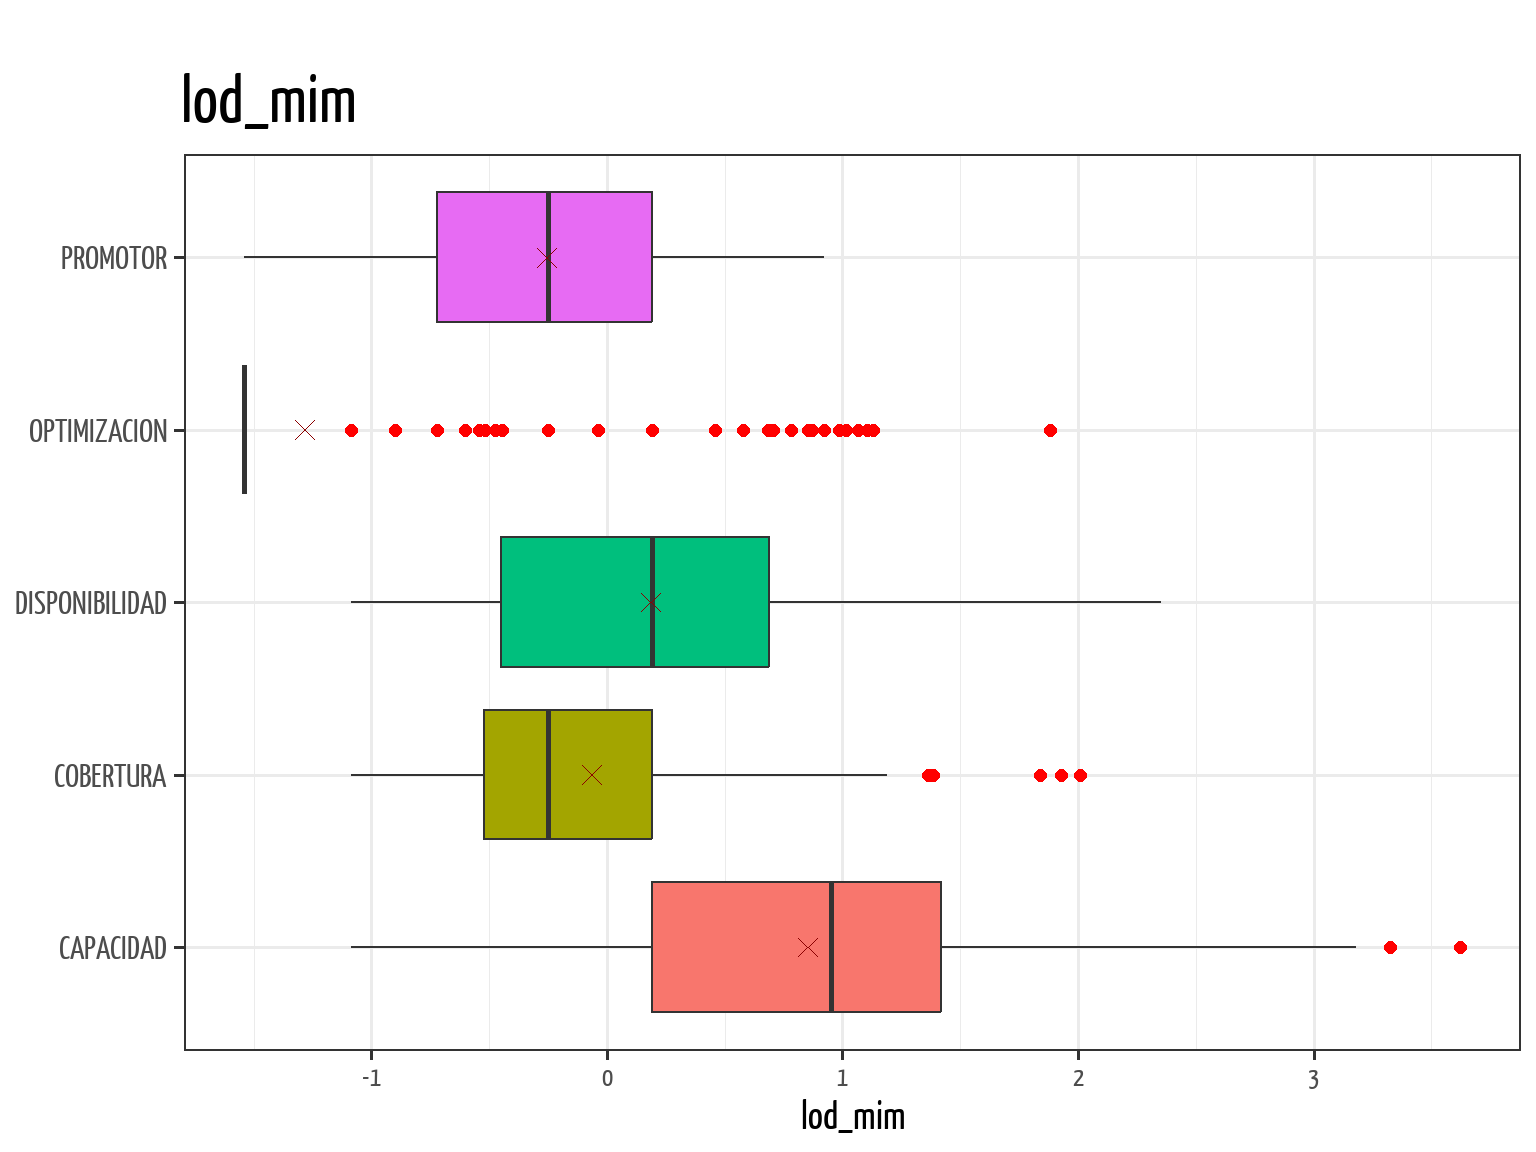 lod_mim
PROMOTOR
OPTIMIZACION
DISPONIBILIDAD
COBERTURA
CAPACIDAD
-1 0 1 2 3
lod_mim